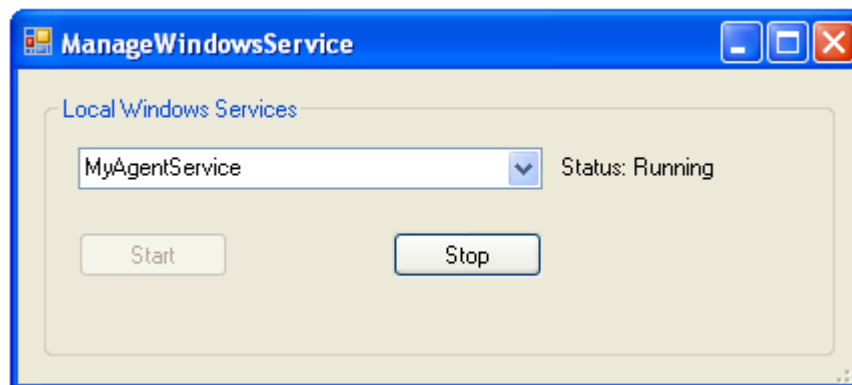 ManageWindowsService
Local Windows Services
MyAgentService Status: Running
Start Stop